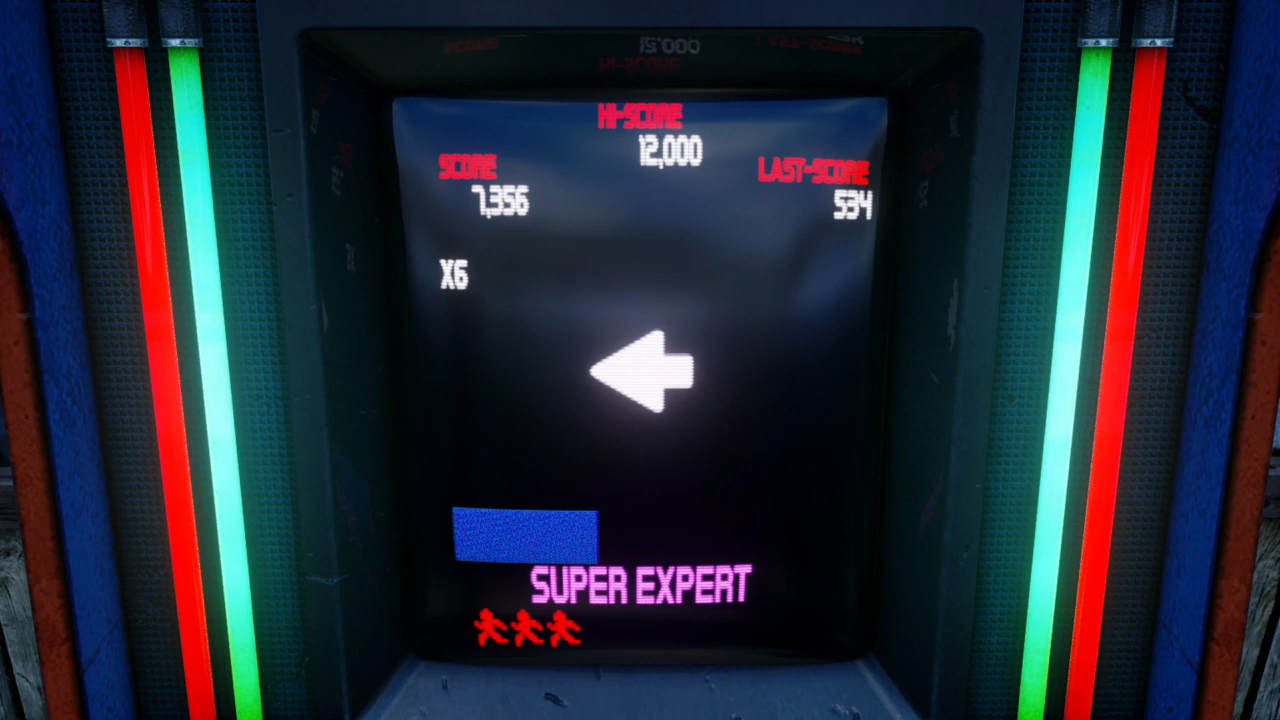 HI-SCORE
12,000
SCORE
7,356
LAST-SCORE
534
X6
SUPER EXPERT